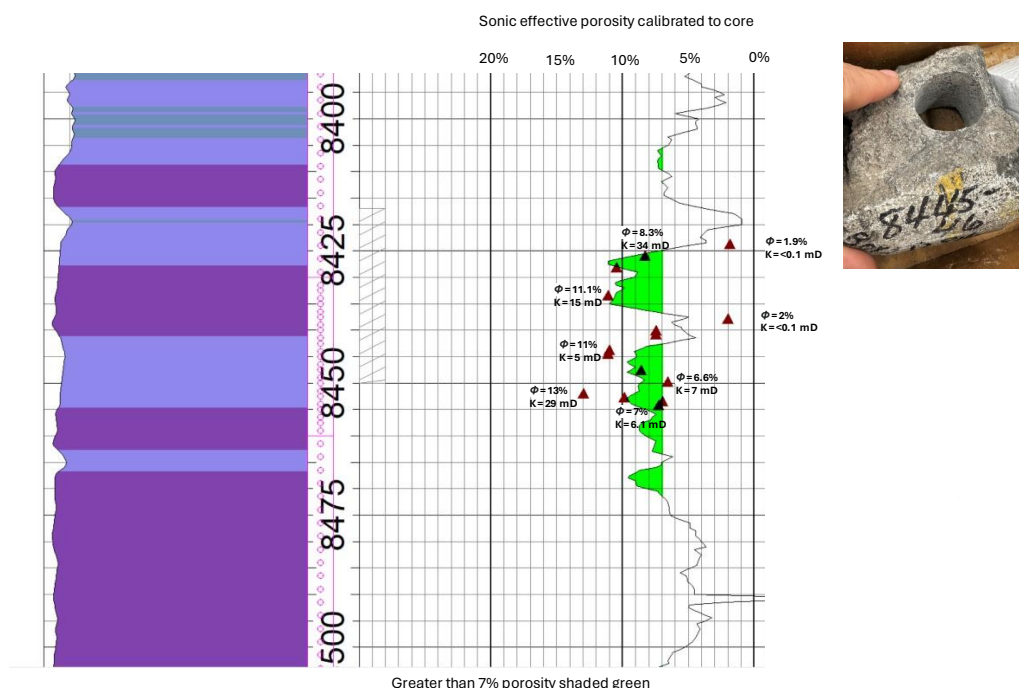 Sonic effective porosity calibrated to core
20% 15% 10% 5% 0%
8400
8425
8450
8475
500
Φ=8.3%
K=34 mD
Φ=1.9%
K=<0.1 mD
Φ=11.1%
K=15 mD
Φ=2%
K=<0.1 mD
Φ=11%
K=5 mD
Φ=6.6%
K=7 mD
Φ=13%
K=29 mD
Φ=7%
K=6.1 mD
Greater than 7% porosity shaded green
8445-
46